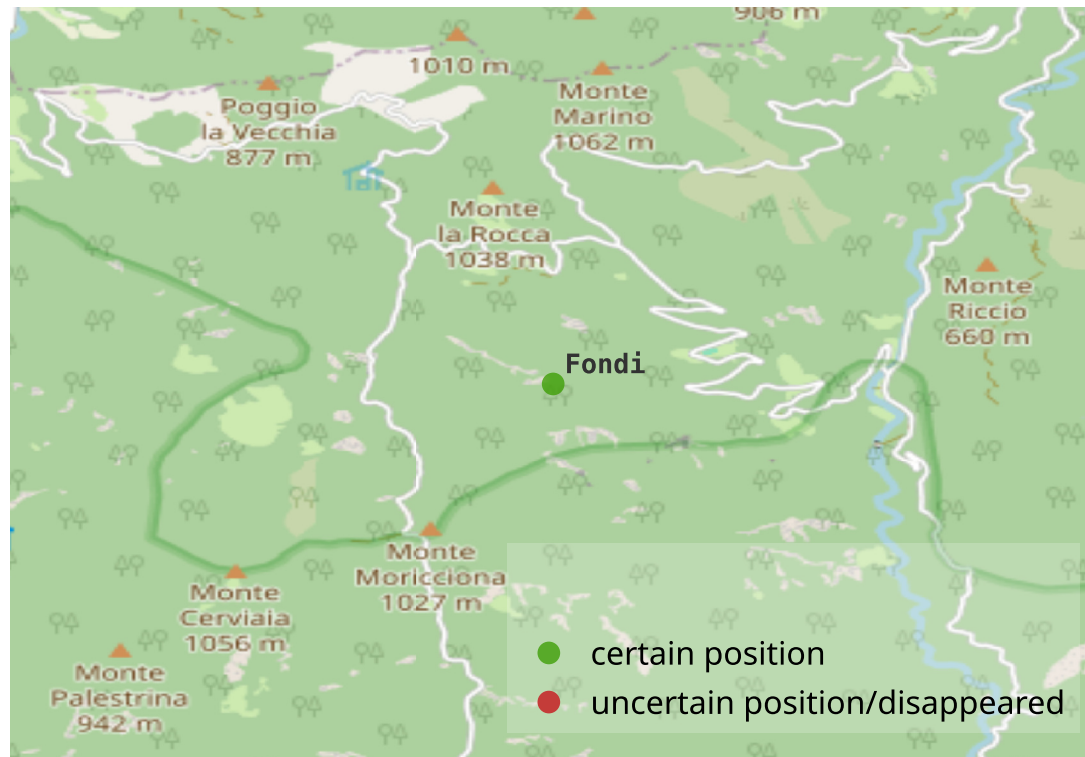 906 m
1010 m
Poggio
la Vecchia
877 m
Monte
Marino
1062 m
Monte
la Rocca
1038 m
Monte
Riccio
660 m
Fondi
Monte
Moricciona
1027 m
Monte
Cerviaia
1056 m
Monte
Palestrina
942 m
certain position
uncertain position/disappeared